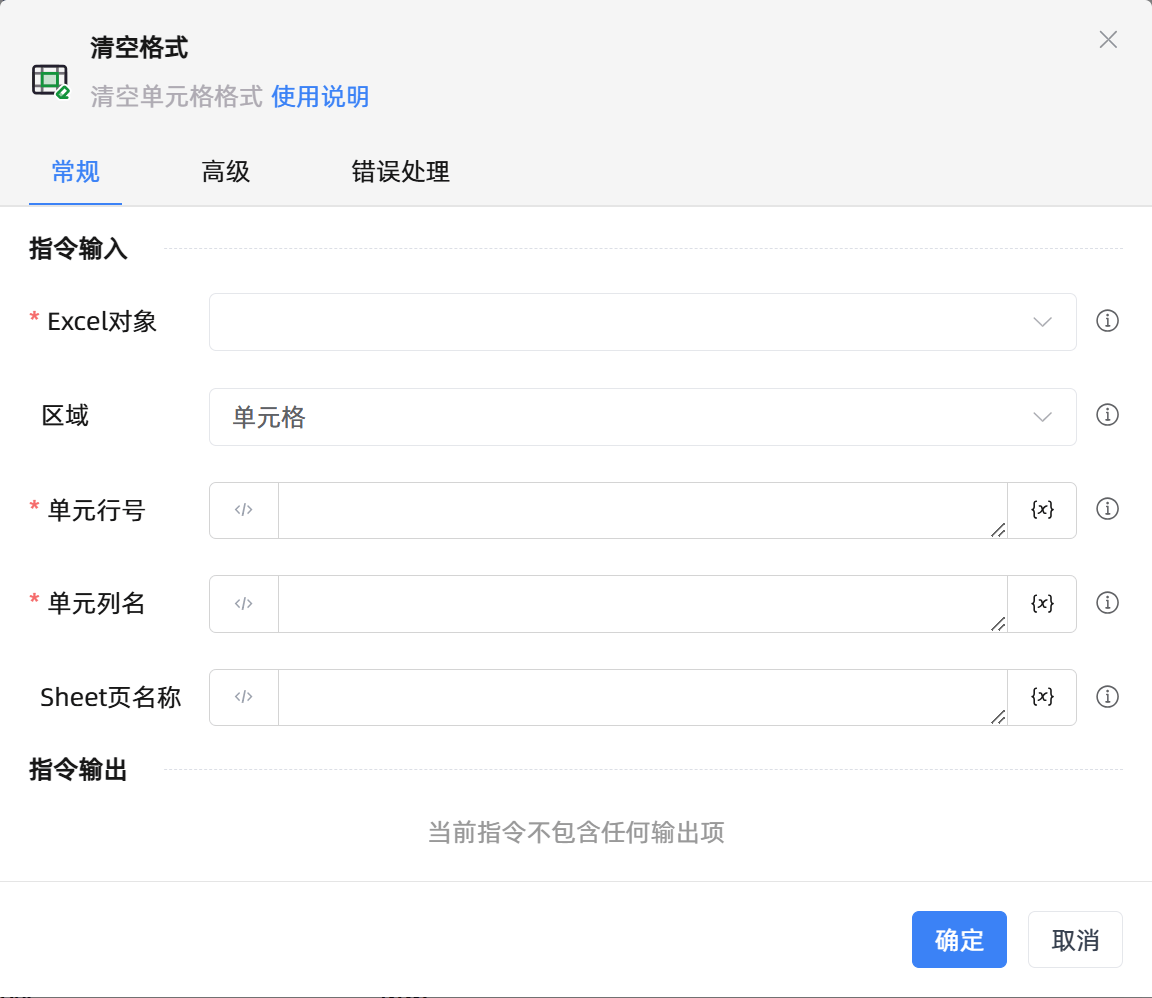 清空格式
清空单元格格式 使用说明
常规 高级 错误处理
指令输入
* Excel对象
区域 单元格
* 单元行号 </> {x}
* 单元列名 </> {x}
Sheet页名称 </> {x}
指令输出
当前指令不包含任何输出项
确定 取消